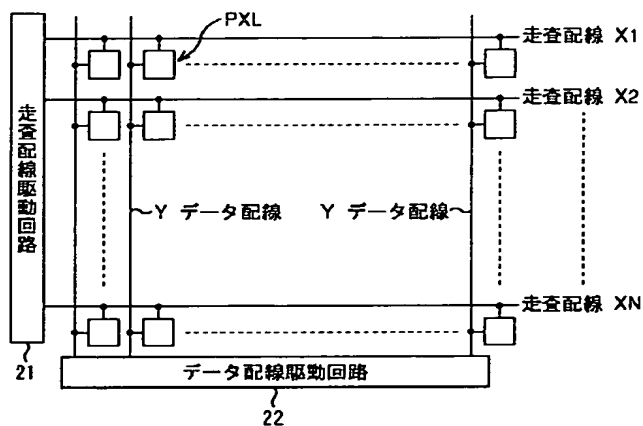 PXL
走査配線 X1
走査配線 X2
走査配線駆動回路
Y データ配線
Y データ配線
走査配線 XN
21
データ配線駆動回路
22